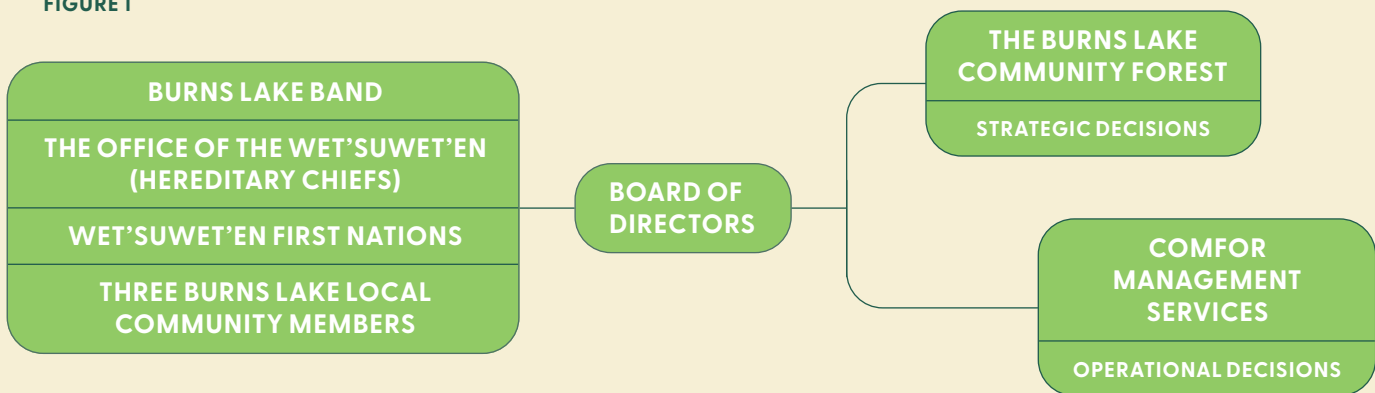 FIGURE 1
BURNS LAKE BAND
THE OFFICE OF THE WET’SUWET’EN
(HEREDITARY CHIEFS)
WET’SUWET’EN FIRST NATIONS
THREE BURNS LAKE LOCAL
COMMUNITY MEMBERS
BOARD OF
DIRECTORS
THE BURNS LAKE
COMMUNITY FOREST
STRATEGIC DECISIONS
COMFOR
MANAGEMENT
SERVICES
OPERATIONAL DECISIONS